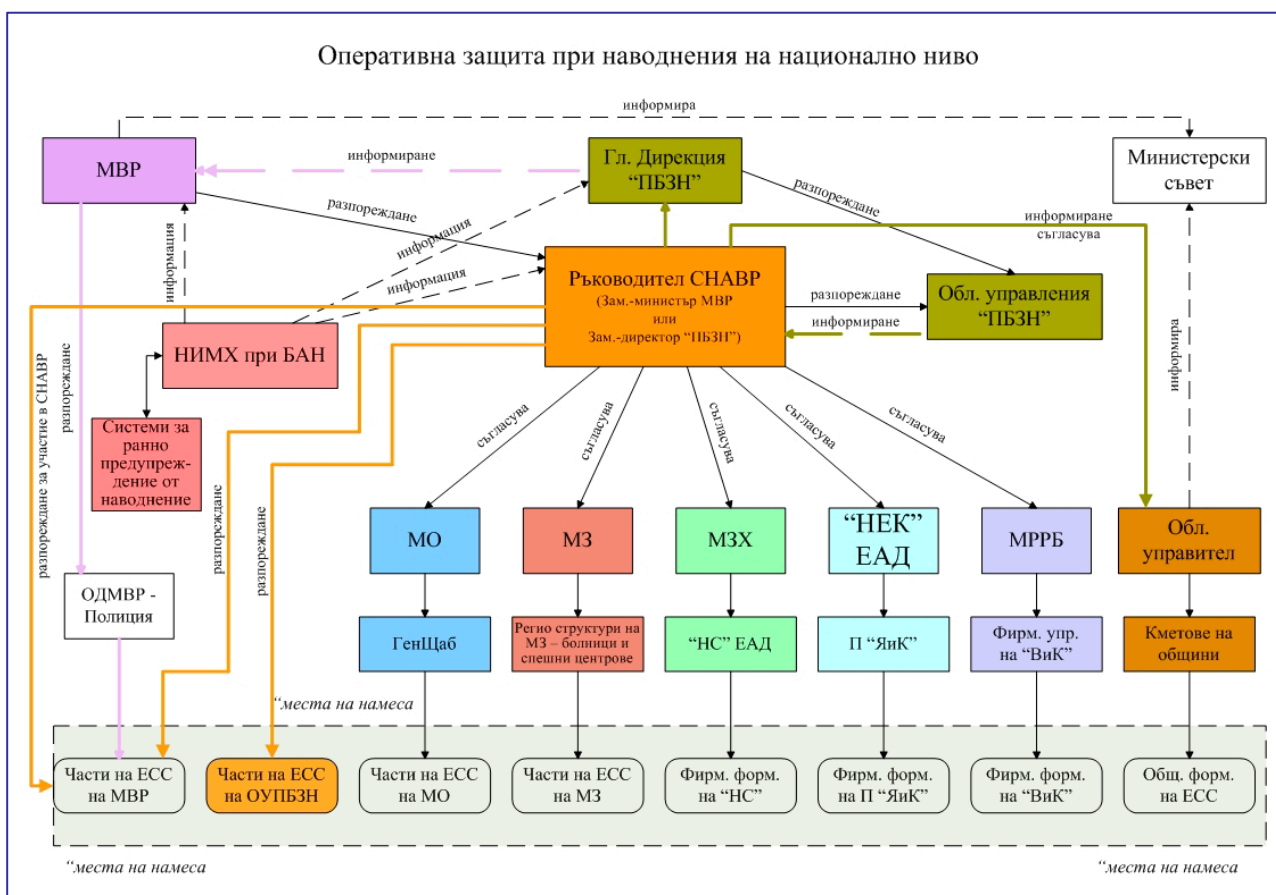 Оперативна защита при наводнения на национално ниво
информира
МВР
информиране
Гл. Дирекция
“ПБЗН”
Министерски
съвет
разпореждане
разпореждане
информиране
съгласува
информация
информация
информация
Ръководител СНАВР
(Зам.-министър МВР
или
Зам.-директор “ПБЗН”)
разпореждане
информиране
Обл. управления
“ПБЗН”
НИМХ при БАН
информира
Системи за
ранно
предупреж-
дение от
наводнение
разпореждане за участие в СНАВР
разпореждане
разпореждане
разпореждане
съгласува
съгласува
съгласува
съгласува
съгласува
МО
МЗ
МЗХ
“НЕК”
ЕАД
МРРБ
Обл.
управител
ОДМВР -
Полиция
ГенЩаб
Регио структури на
МЗ – болници и
спешни центрове
“НС” ЕАД
П “ЯиК”
Фирм. упр.
на “ВиК”
Кметове на
общини
“места на намеса
Части на ЕСС
на МВР
Части на ЕСС
на ОУПБЗН
Части на ЕСС
на МО
Части на ЕСС
на МЗ
Фирм. форм.
на “НС”
Фирм. форм.
на П “ЯиК”
Фирм. форм.
на “ВиК”
Общ. форм.
на ЕСС
“места на намеса
“места на намеса